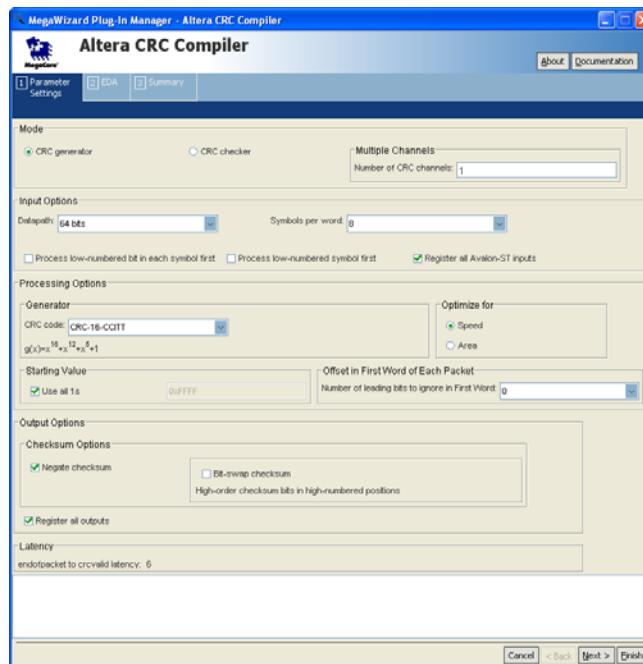 MegaWizard Plug-In Manager - Altera CRC Compiler
MegaCore
Altera CRC Compiler
About Documentation
1 Parameter Settings 2 EDA 3 Summary
Mode
CRC generator CRC checker
Multiple Channels
Number of CRC channels: 1
Input Options
Datapath: 64 bits Symbols per word: 8
Process low-numbered bit in each symbol first Process low-numbered symbol first Register all Avalon-ST inputs
Processing Options
Generator
Optimize for
CRC code: CRC-16-CCITT
Speed
g(x)=x^16+x^12+x^5+1
Area
Starting Value
Offset in First Word of Each Packet
Use all 1s 0xFFFF
Number of leading bits to ignore in First Word: 0
Output Options
Checksum Options
Negate checksum
Bit-swap checksum
High-order checksum bits in high-numbered positions
Register all outputs
Latency
endofpacket to crcvalid latency: 6
Cancel < Back Next > Finish